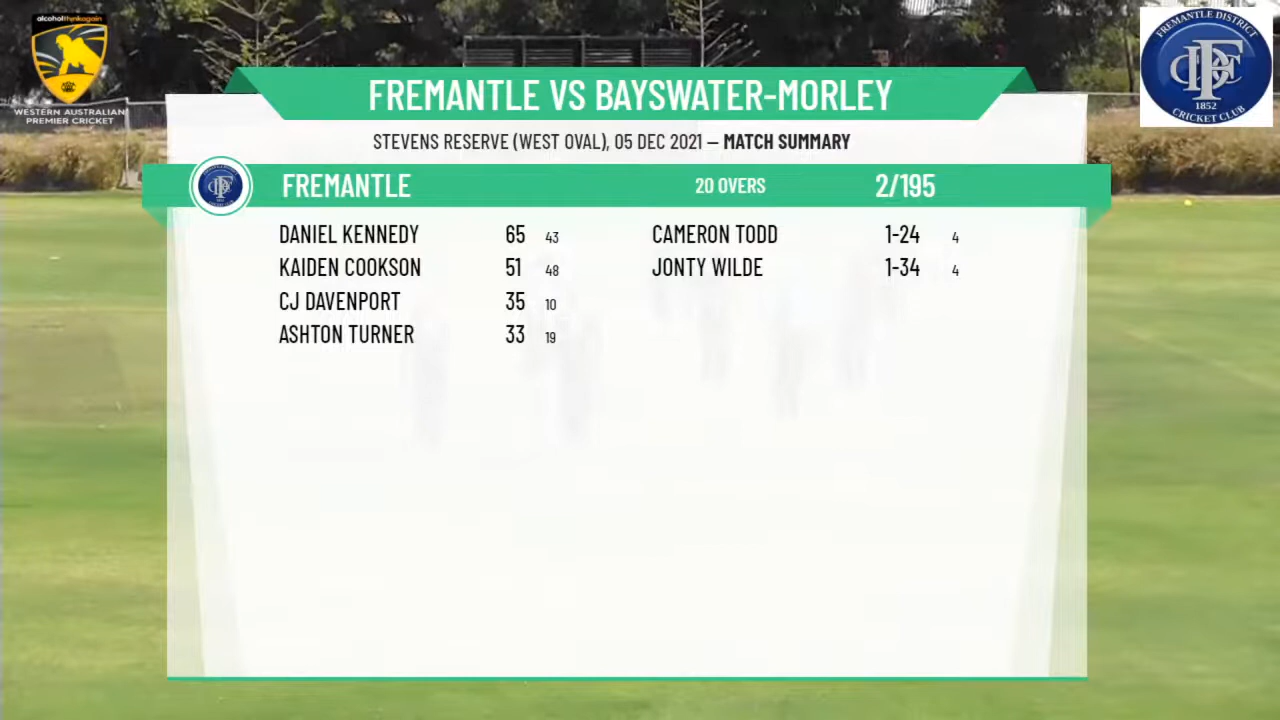 alcoholthinkagain
WESTERN AUSTRALIAN
PREMIER CRICKET
FREMANTLE DISTRICT
1852
CRICKET CLUB
FREMANTLE VS BAYSWATER-MORLEY
STEVENS RESERVE (WEST OVAL), 05 DEC 2021 – MATCH SUMMARY
FREMANTLE 20 OVERS 2/195
DANIEL KENNEDY 65 43 CAMERON TODD 1-24 4
KAIDEN COOKSON 51 48 JONTY WILDE 1-34 4
CJ DAVENPORT 35 10
ASHTON TURNER 33 19